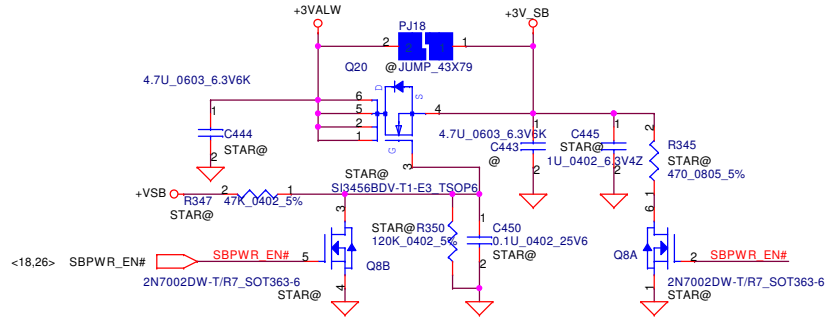 +3VALW
+3V_SB
PJ18
2
2
1
1
Q20
@
JUMP_43X79
4.7U_0603_6.3V6K
D
S
6
5
2
1
4
G
3
1
C444
2
STAR@
4.7U_0603_6.3V6K
C443
@
1
2
C445
STAR@
1U_0402_6.3V4Z
1
2
2
R345
STAR@
470_0805_5%
1
STAR@
SI3456BDV-T1-E3_TSOP6
+VSB
2
1
R347
47K_0402_5%
STAR@
3
STAR@
R350
120K_0402_5%
1
C450
0.1U_0402_25V6
2
STAR@
6
<18,26>
SBPWR_EN#
SBPWR_EN#
5
Q8B
4
2N7002DW-T/R7_SOT363-6
STAR@
Q8A
2
SBPWR_EN#
1
2N7002DW-T/R7_SOT363-6
STAR@